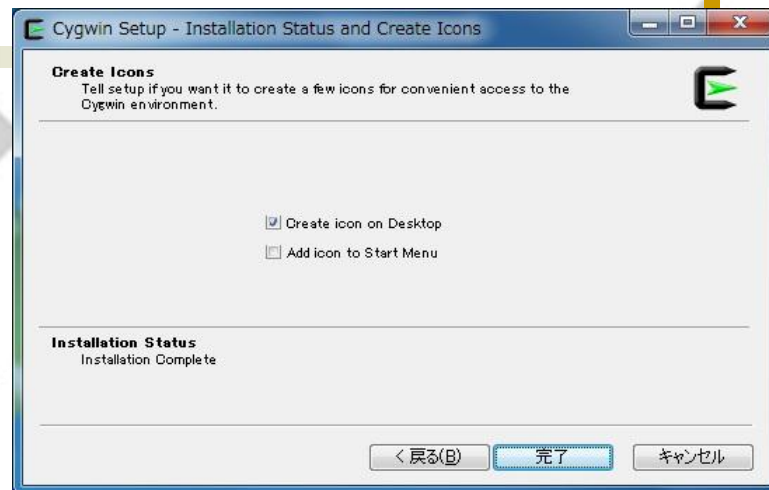 Cygwin Setup - Installation Status and Create Icons
Create Icons
Tell setup if you want it to create a few icons for convenient access to the
Cygwin environment.
Create icon on Desktop
Add icon to Start Menu
Installation Status
Installation Complete
< 戻る(B)
完了
キャンセル